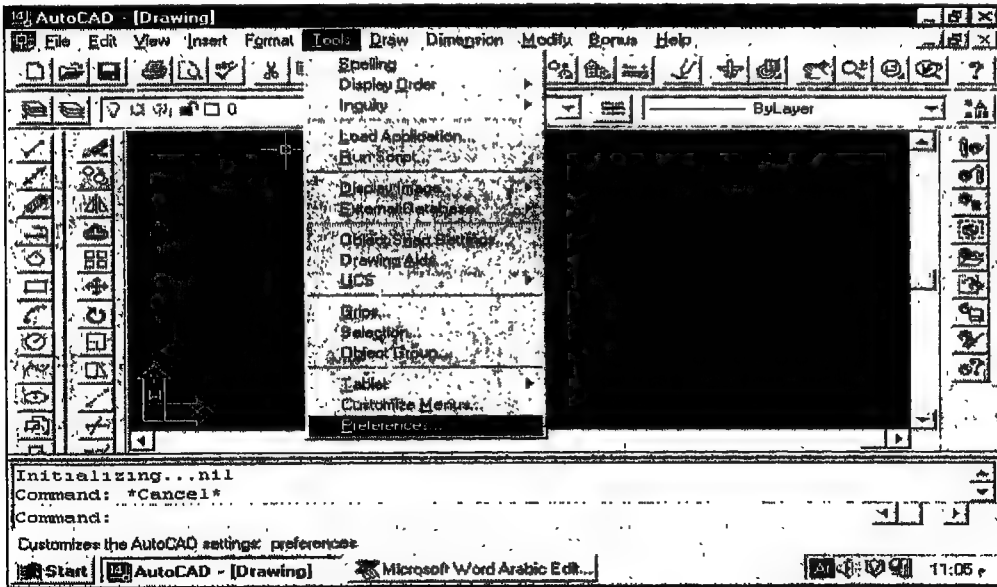 AutoCAD - [Drawing]
File Edit View Insert Format Tools Draw Dimension Modify Bonus Help
Spelling
Display Order
Inquiry
0
ByLayer
Load Application...
Run Script...
Display Image
External Database
Object Snap Settings...
Drawing Aids...
UCS
Grips...
Selection...
Object Group...
Tablet
Customize Menus...
Preferences...
W
Initializing...nil
Command: *Cancel*
Command:
Customizes the AutoCAD settings: preferences
Start AutoCAD - [Drawing] Microsoft Word Arabic Edit... 11:05 م